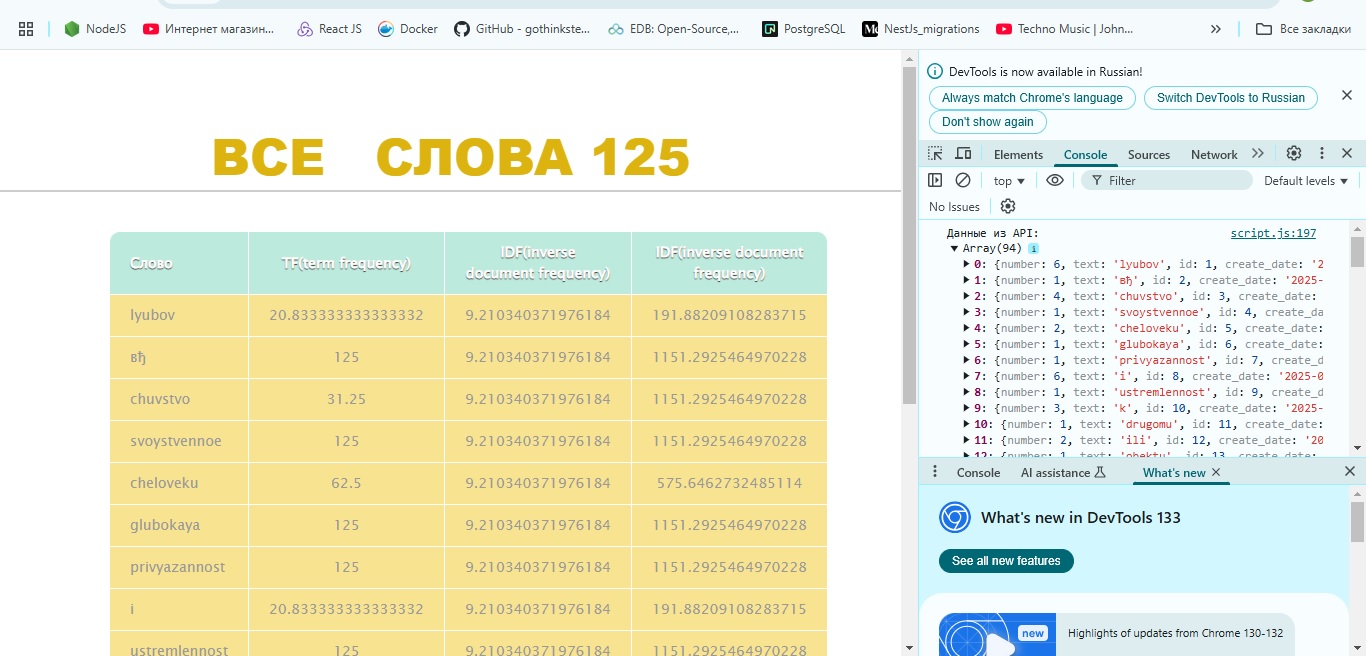 NodeJS Интернет магазин... React JS Docker GitHub - gothinkste... EDB: Open-Source,... PostgreSQL NestJs_migrations Techno Music | John... » Все закладки
ВСЕ СЛОВА 125
Слово TF(term frequency) IDF(inverse document frequency) IDF(inverse document frequency)
lyubov 20.833333333333332 9.210340371976184 191.88209108283715
вђ 125 9.210340371976184 1151.2925464970228
chuvstvo 31.25 9.210340371976184 1151.2925464970228
svoystvennoe 125 9.210340371976184 1151.2925464970228
cheloveku 62.5 9.210340371976184 575.6462732485114
glubokaya 125 9.210340371976184 1151.2925464970228
privyazannost 125 9.210340371976184 1151.2925464970228
i 20.833333333333332 9.210340371976184 191.88209108283715
ustremlennost 125 9.210340371976184 1151.2925464970228
DevTools is now available in Russian!
Always match Chrome's language Switch DevTools to Russian
Don't show again
Elements Console Sources Network »
top Filter Default levels
No Issues
Данные из API: script.js:197
Array(94) i
0: {number: 6, text: 'lyubov', id: 1, create_date: '2
1: {number: 1, text: 'вђ', id: 2, create_date: '2025-
2: {number: 4, text: 'chuvstvo', id: 3, create_date:
3: {number: 1, text: 'svoystvennoe', id: 4, create_
4: {number: 2, text: 'cheloveku', id: 5, create_date:
5: {number: 1, text: 'glubokaya', id: 6, create_date:
6: {number: 1, text: 'privyazannost', id: 7, create_d
7: {number: 6, text: 'i', id: 8, create_date: '2025-0
8: {number: 1, text: 'ustremlennost', id: 9, create_d
9: {number: 3, text: 'k', id: 10, create_date: '2025-
10: {number: 1, text: 'drugomu', id: 11, create_date:
11: {number: 2, text: 'ili', id: 12, create_date: '20
12: {number: 1, text: 'obektu', id: 13, create_date:
Console AI assistance What's new
What's new in DevTools 133
See all new features
new
Highlights of updates from Chrome 130-132